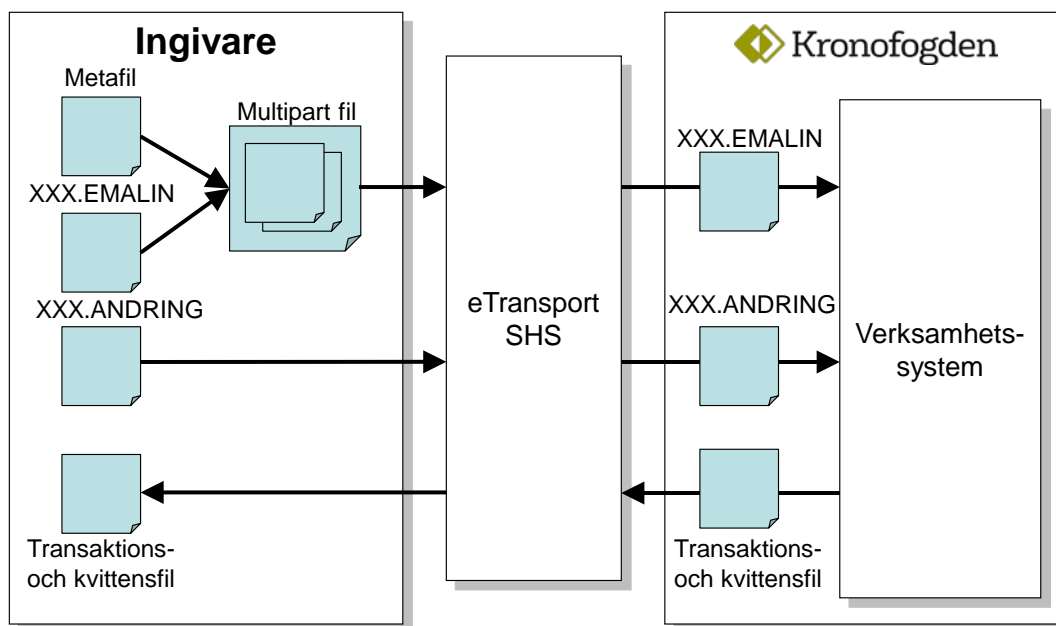 Ingivare
Metafil
Multipart fil
XXX.EMALIN
XXX.ANDRING
Transaktions-
och kvittensfil
eTransport
SHS
Kronofogden
XXX.EMALIN
XXX.ANDRING
Transaktions-
och kvittensfil
Verksamhets-
system